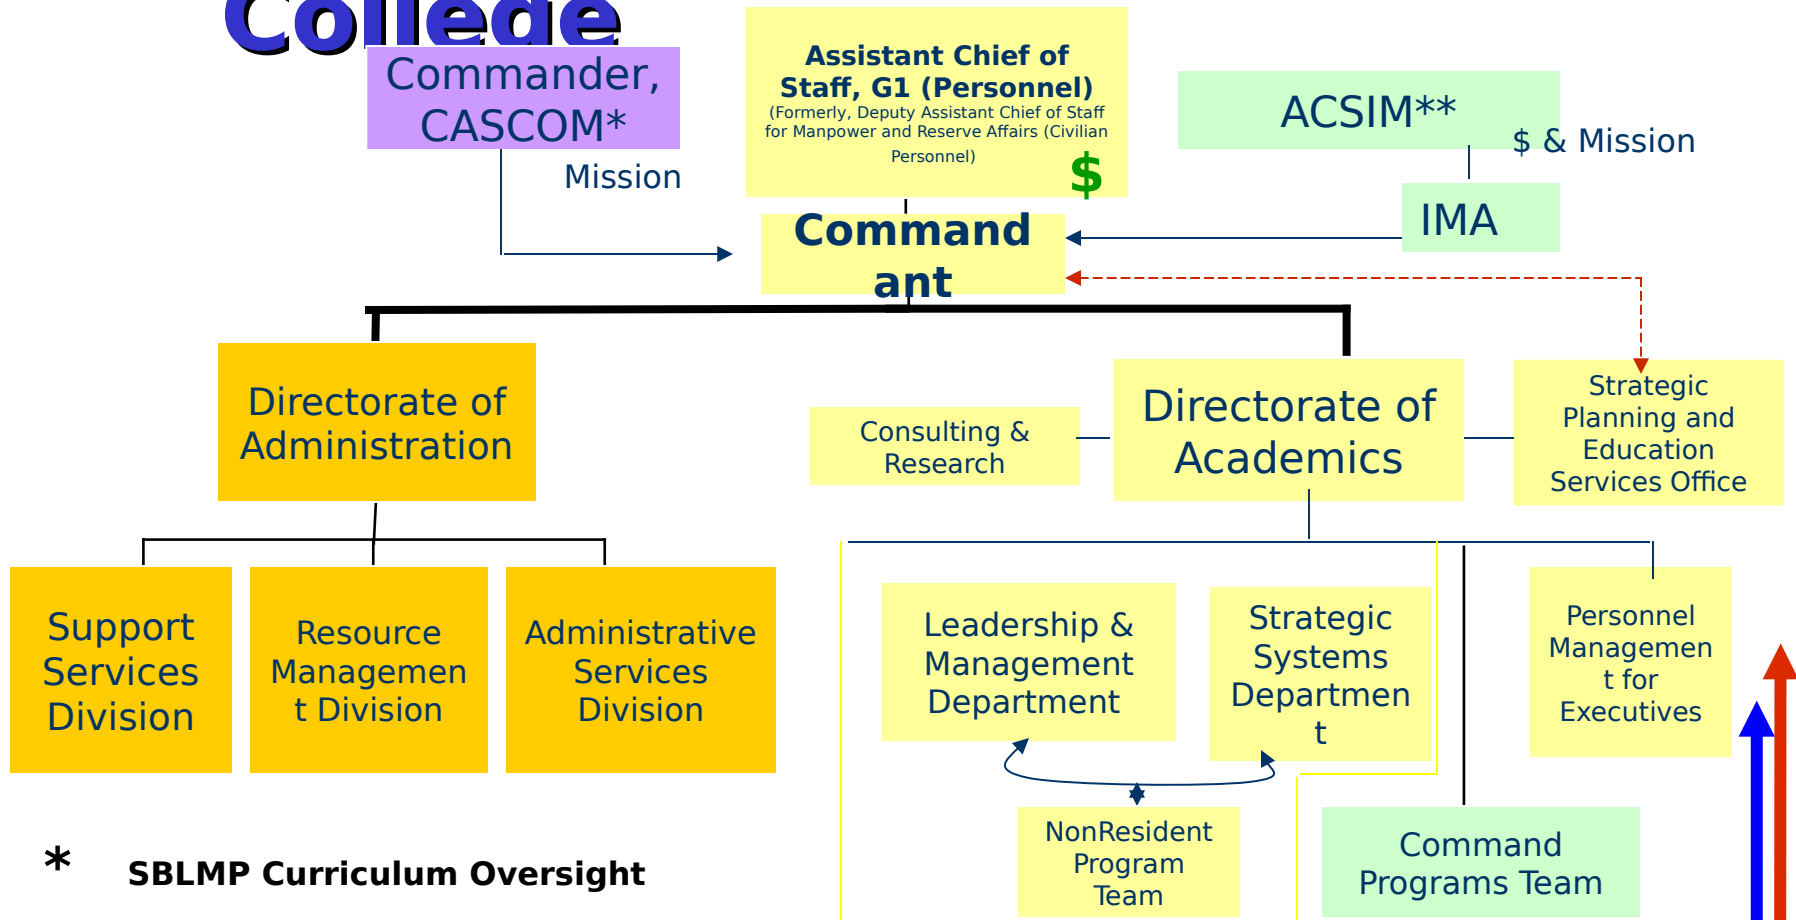 College
Commander,
CASCOM*
Mission
Assistant Chief of
Staff, G1 (Personnel)
(Formerly, Deputy Assistant Chief of Staff
for Manpower and Reserve Affairs (Civilian
Personnel)
$
ACSIM**
$ & Mission
IMA
Command
ant
Directorate of
Administration
Consulting &
Research
Directorate of
Academics
Strategic
Planning and
Education
Services Office
Support
Services
Division
Resource
Managemen
t Division
Administrative
Services
Division
Leadership &
Management
Department
Strategic
Systems
Departmen
t
Personnel
Managemen
t for
Executives
NonResident
Program
Team
Command
Programs Team
* SBLMP Curriculum Oversight